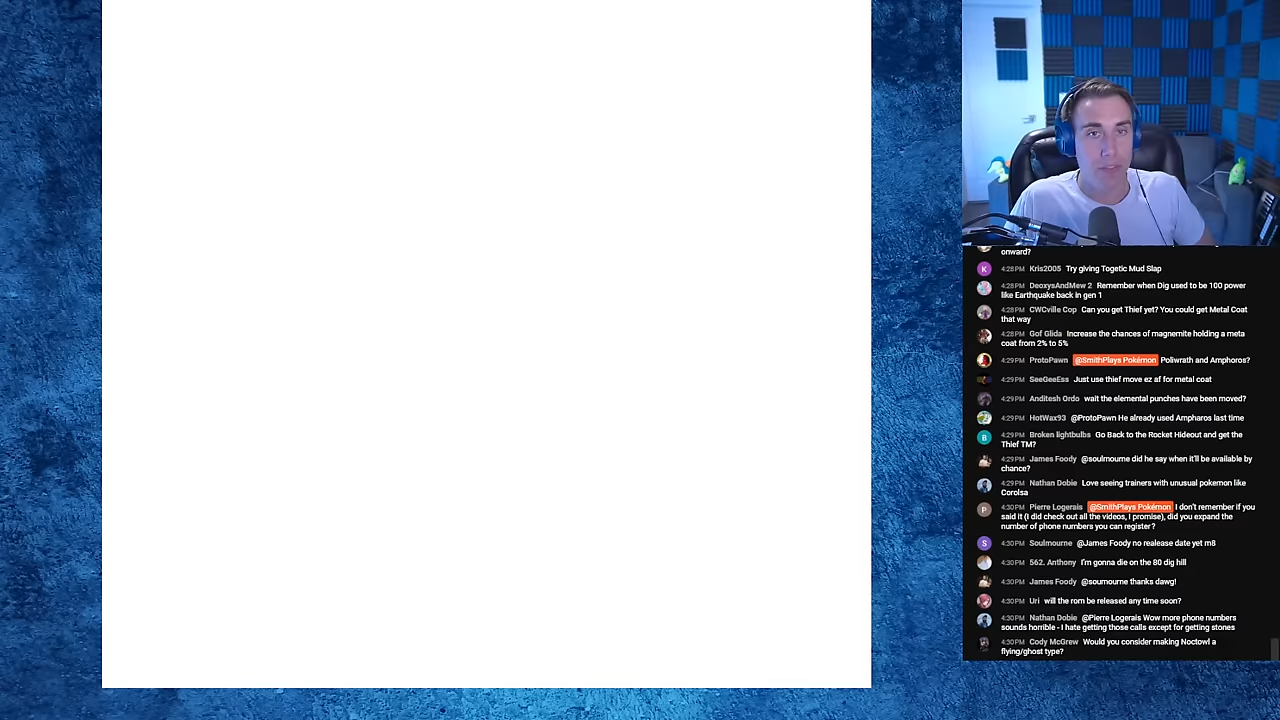 onward?
K 4:28PM Kris2005 Try giving Togetic Mud Slap
4:28PM DeoxysAndMew 2 Remember when Dig used to be 100 power
like Earthquake back in gen 1
4:28PM CWCville Cop Can you get Thief yet? You could get Metal Coat
that way
4:28PM Gof Glida Increase the chances of magnemite holding a meta
coat from 2% to 5%
4:29PM ProtoPawn @SmithPlays Pokémon Poliwrath and Amphoros?
4:29PM SeeGeeEss Just use thief move ez af for metal coat
4:29PM Anditesh Ordo wait the elemental punches have been moved?
4:29PM HotWax93 @ProtoPawn He already used Ampharos last time
B 4:29PM Broken lightbulbs Go Back to the Rocket Hideout and get the
Thief TM?
4:29PM James Foody @soulmourne did he say when it'll be available by
chance?
4:29PM Nathan Dobie Love seeing trainers with unusual pokemon like
Corolsa
P 4:30PM Pierre Logerais @SmithPlays Pokémon I don't remember if you
said it (I did check out all the videos, I promise), did you expand the
number of phone numbers you can register?
S 4:30PM Soulmourne @James Foody no realease date yet m8
4:30PM 562. Anthony I'm gonna die on the 80 dig hill
4:30PM James Foody @soumourne thanks dawg!
4:30PM Uri will the rom be released any time soon?
4:30PM Nathan Dobie @Pierre Logerais Wow more phone numbers
sounds horrible - I hate getting those calls except for getting stones
4:30PM Cody McGrew Would you consider making Noctowl a
flying/ghost type?